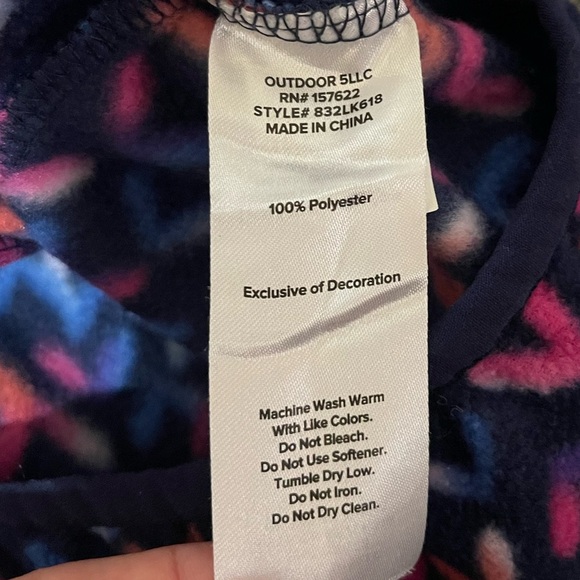 OUTDOOR 5LLC
RN# 157622
STYLE# 832LK618
MADE IN CHINA
100% Polyester
Exclusive of Decoration
Machine Wash Warm
With Like Colors.
Do Not Bleach.
Do Not Use Softener.
Tumble Dry Low.
Do Not Iron.
Do Not Dry Clean.